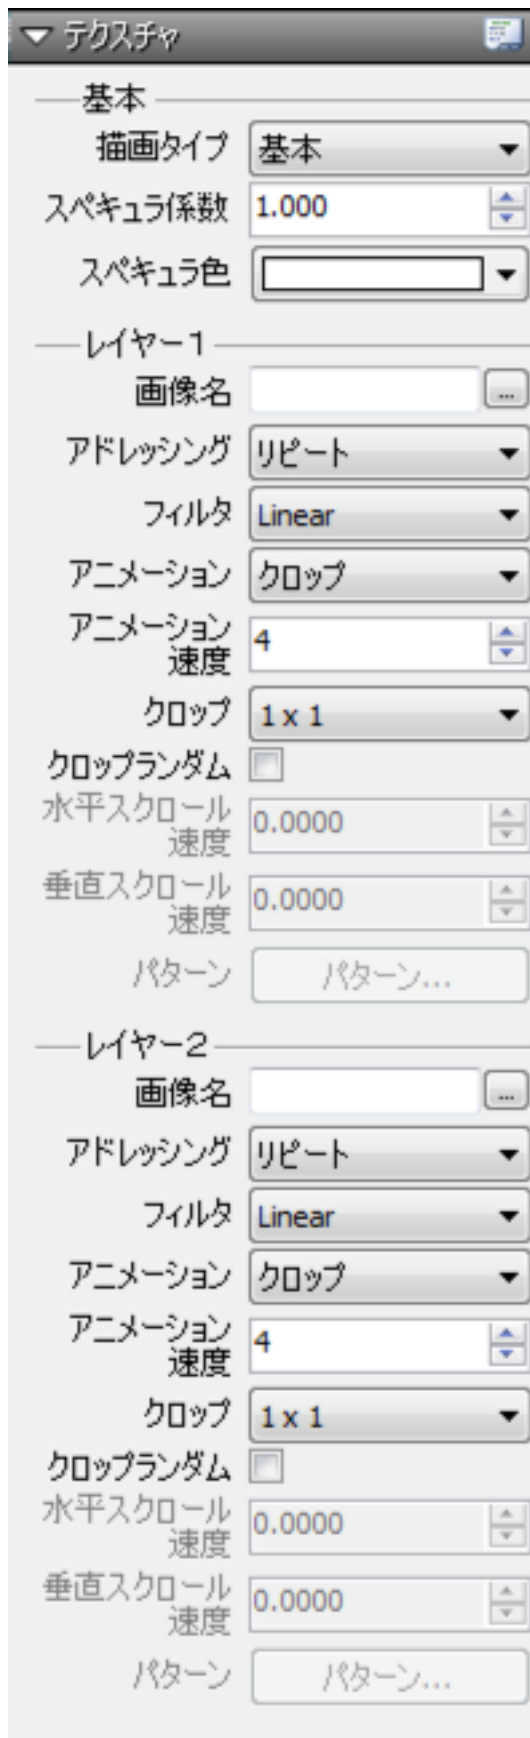 テクスチャ
基本
描画タイプ 基本
スペキュラ係数 1.000
スペキュラ色
レイヤー1
画像名 ...
アドレッシング リピート
フィルタ Linear
アニメーション クロップ
アニメーション
速度 4
クロップ 1 x 1
クロップランダム
水平スクロール
速度 0.0000
垂直スクロール
速度 0.0000
パターン パターン...
レイヤー2
画像名 ...
アドレッシング リピート
フィルタ Linear
アニメーション クロップ
アニメーション
速度 4
クロップ 1 x 1
クロップランダム
水平スクロール
速度 0.0000
垂直スクロール
速度 0.0000
パターン パターン...